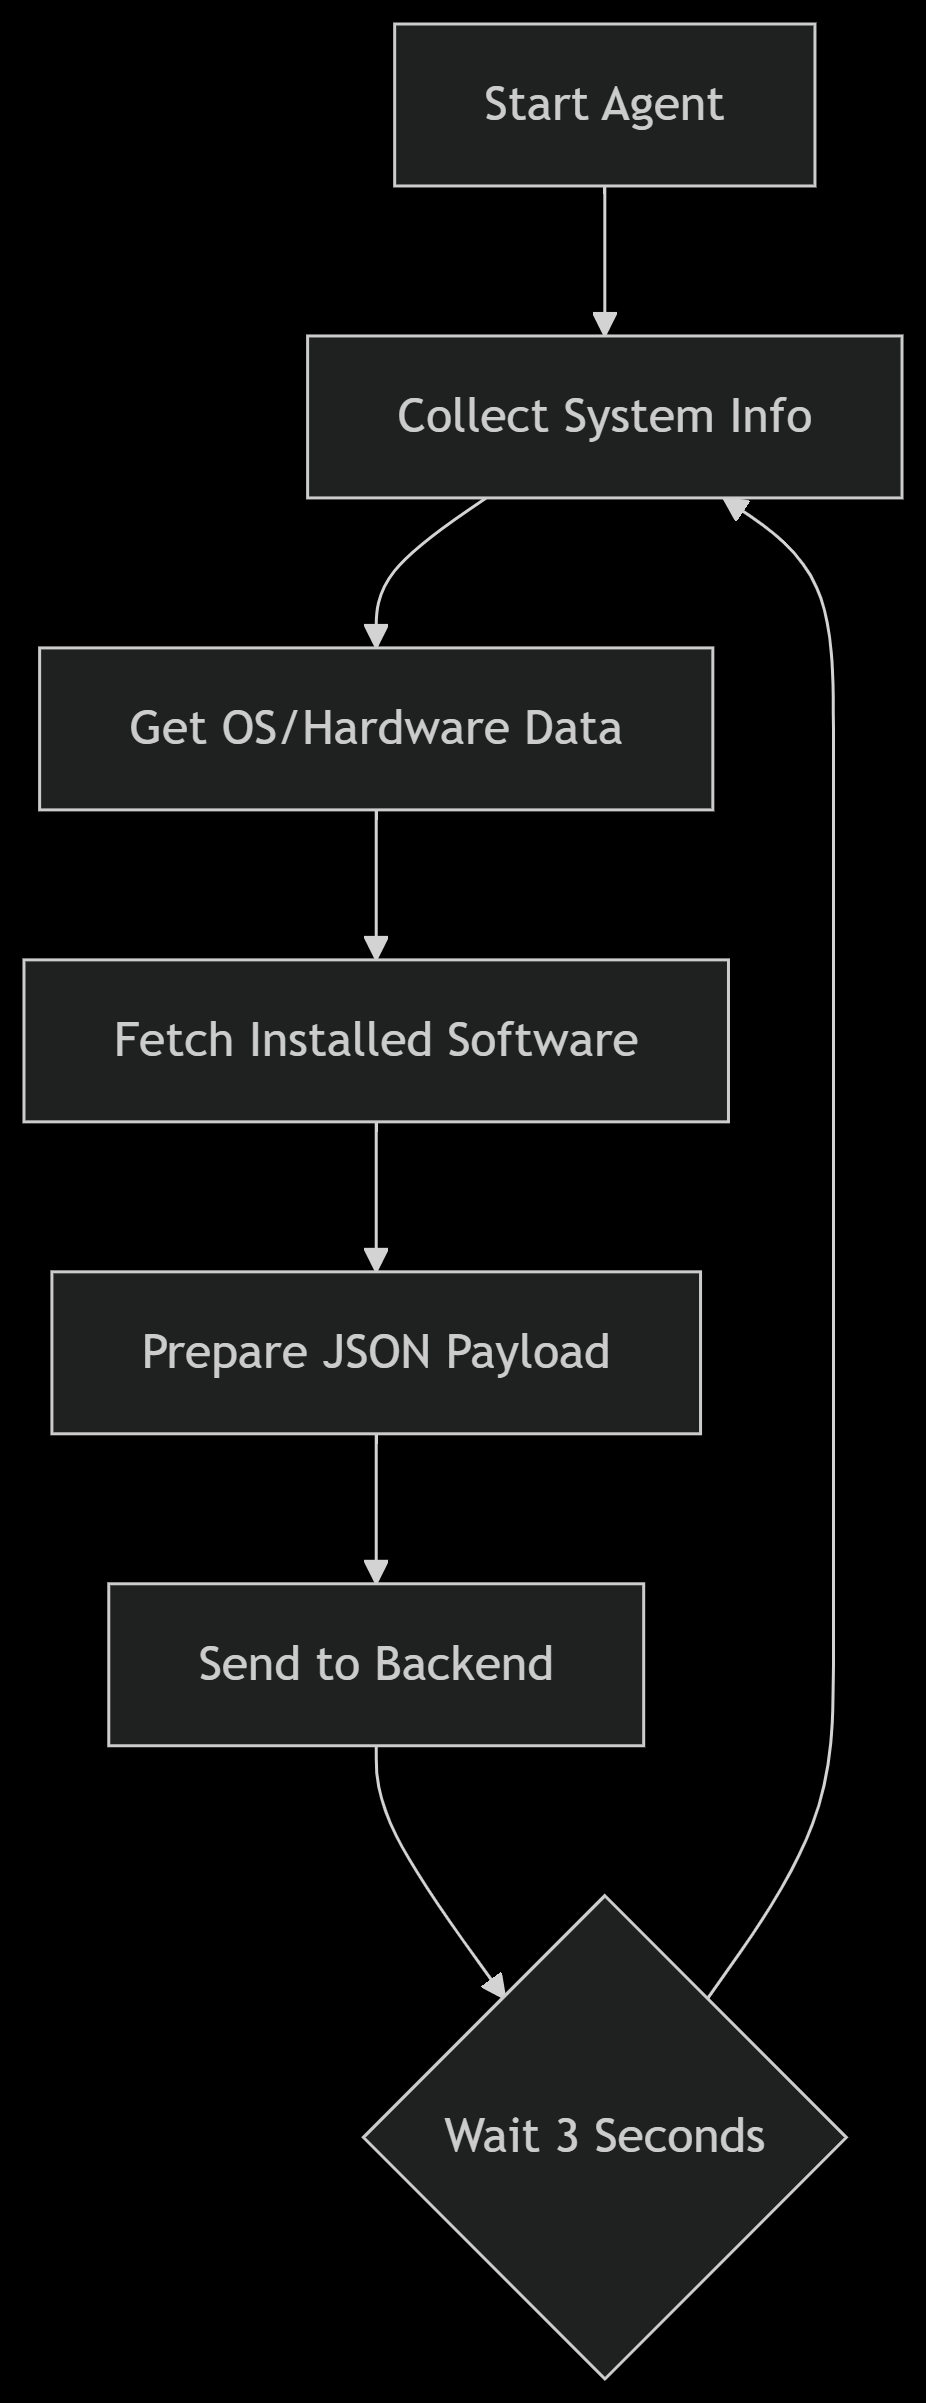 Start Agent
Collect System Info
Get OS/Hardware Data
Fetch Installed Software
Prepare JSON Payload
Send to Backend
Wait 3 Seconds